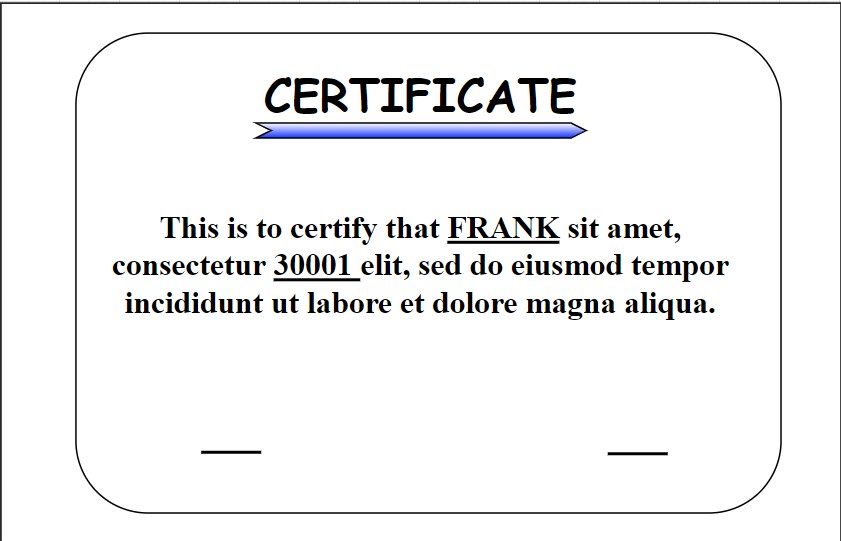 CERTIFICATE
This is to certify that FRANK sit amet,
consectetur 30001 elit, sed do eiusmod tempor
incididunt ut labore et dolore magna aliqua.